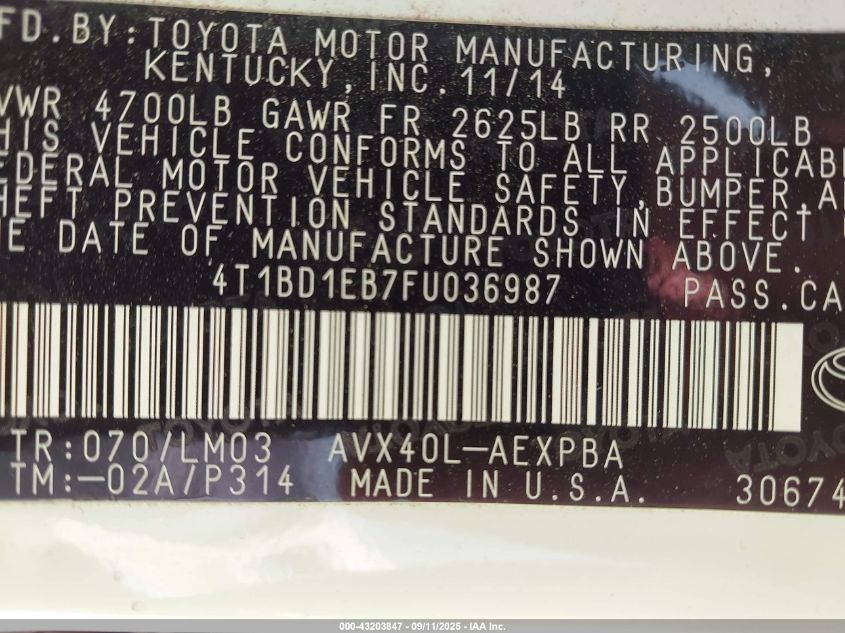 FD. BY: TOYOTA MOTOR MANUFACTURING,
KENTUCKY, INC. 11/14
VWR 4700LB GAWR FR 2625LB RR 2500LB
HIS VEHICLE CONFORMS TO ALL APPLICABL
EDERAL MOTOR VEHICLE SAFETY, BUMPER, A
HEFT PREVENTION STANDARDS IN EFFECT
HE DATE OF MANUFACTURE SHOWN ABOVE.
4T1BD1EB7FU036987 PASS. CA
TR:070/LM03 AVX40L-AEXPBA
TM:-02A/P314 MADE IN U.S.A. 30674
000-43203847 - 09/11/2025 - IAA Inc.